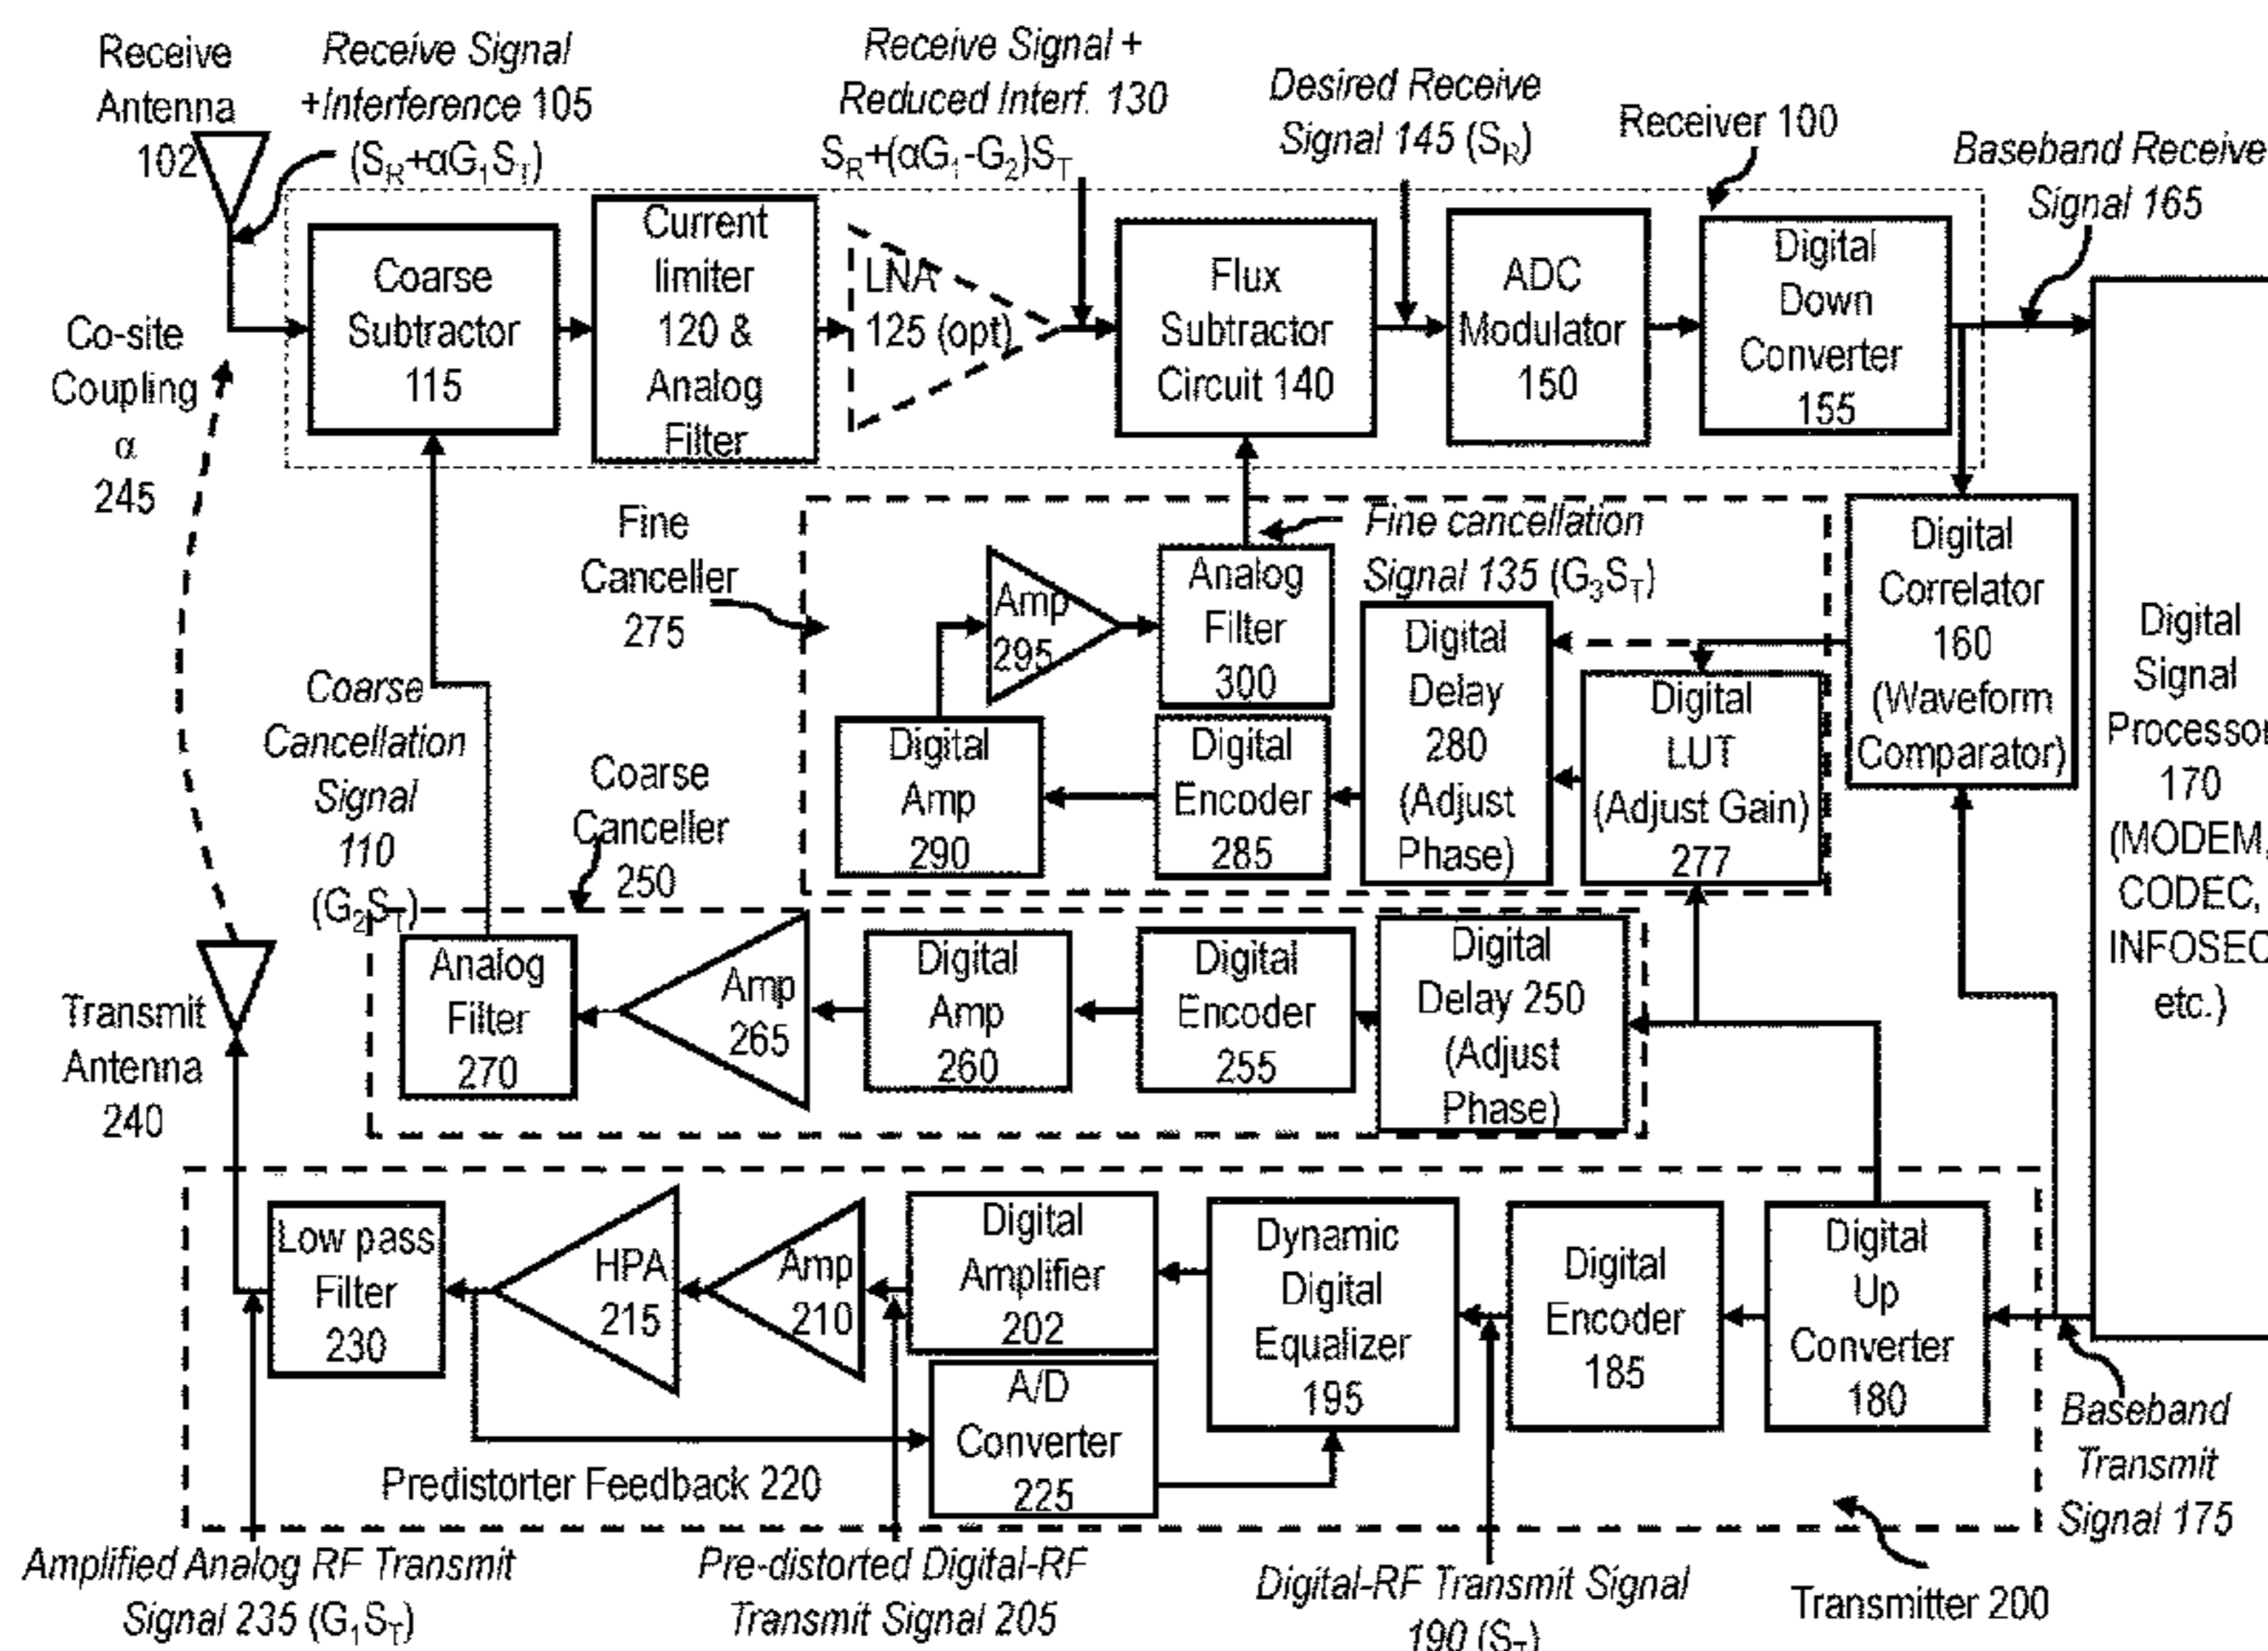 Receive
Antenna
102
Receive Signal
+Interference 105
(S_R+αG_1S_T)
Receive Signal +
Reduced Interf. 130
S_R+(αG_1-G_2)S_T
Desired Receive
Signal 145 (S_R)
Receiver 100
Baseband Receive
Signal 165
Coarse
Subtractor
115
Current
limiter
120 &
Analog
Filter
LNA
125 (opt)
Flux
Subtractor
Circuit 140
ADC
Modulator
150
Digital
Down
Converter
155
Co-site
Coupling
α
245
Fine
Canceller
275
Fine cancellation
Signal 135 (G_3S_T)
Amp
295
Analog
Filter
300
Digital
Delay
280
(Adjust
Phase)
Digital
LUT
(Adjust Gain)
277
Digital
Correlator
160
(Waveform
Comparator)
Digital
Signal
Processor
170
(MODEM,
CODEC,
INFOSEC
etc.)
Digital
Amp
290
Digital
Encoder
285
Coarse
Cancellation
Signal
110
(G_2S_T)
Coarse
Canceller
250
Analog
Filter
270
Amp
265
Digital
Amp
260
Digital
Encoder
255
Digital
Delay 250
(Adjust
Phase)
Transmit
Antenna
240
Low pass
Filter
230
HPA
215
Amp
210
Digital
Amplifier
202
Dynamic
Digital
Equalizer
195
Digital
Encoder
185
Digital
Up
Converter
180
A/D
Converter
225
Predistorter Feedback 220
Baseband
Transmit
Signal 175
Amplified Analog RF Transmit
Signal 235 (G_1S_T)
Pre-distorted Digital-RF
Transmit Signal 205
Digital-RF Transmit Signal
190 (S_T)
Transmitter 200